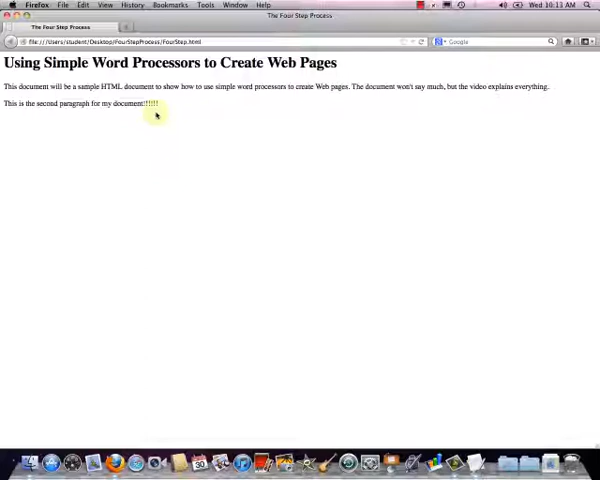 Firefox File Edit View History Bookmarks Tools Window Help Wed 10:11 AM
The Four Step Process
The Four Step Process
file:///Users/student/Desktop/FourStepProcess/FourStep.html Google
Using Simple Word Processors to Create Web Pages
This document will be a sample HTML document to show how to use simple word processors to create Web pages. The document won't say much, but the video explains everything.
This is the second paragraph for my document!!!!!!
30